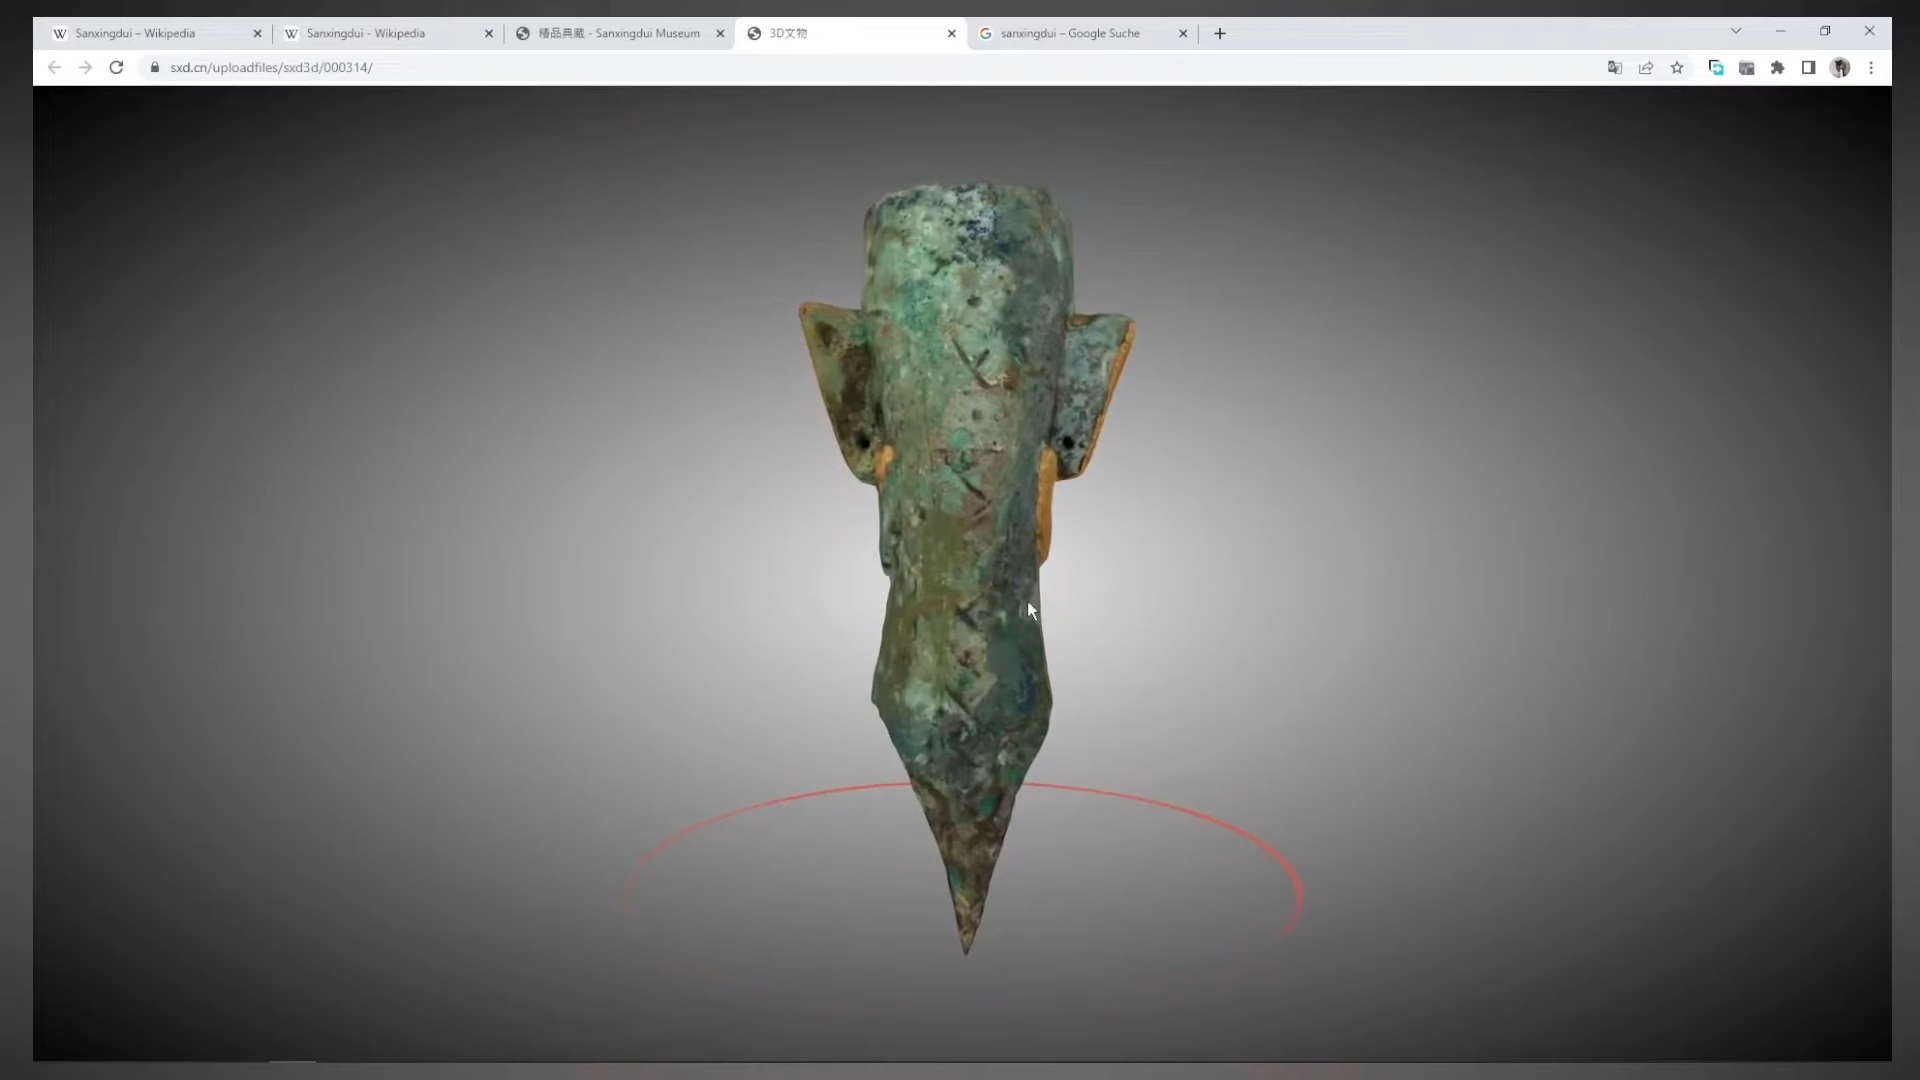 Sanxingdui – Wikipedia
Sanxingdui - Wikipedia
精品典藏 - Sanxingdui Museum
3D文物
sanxingdui – Google Suche
sxd.cn/uploadfiles/sxd3d/000314/